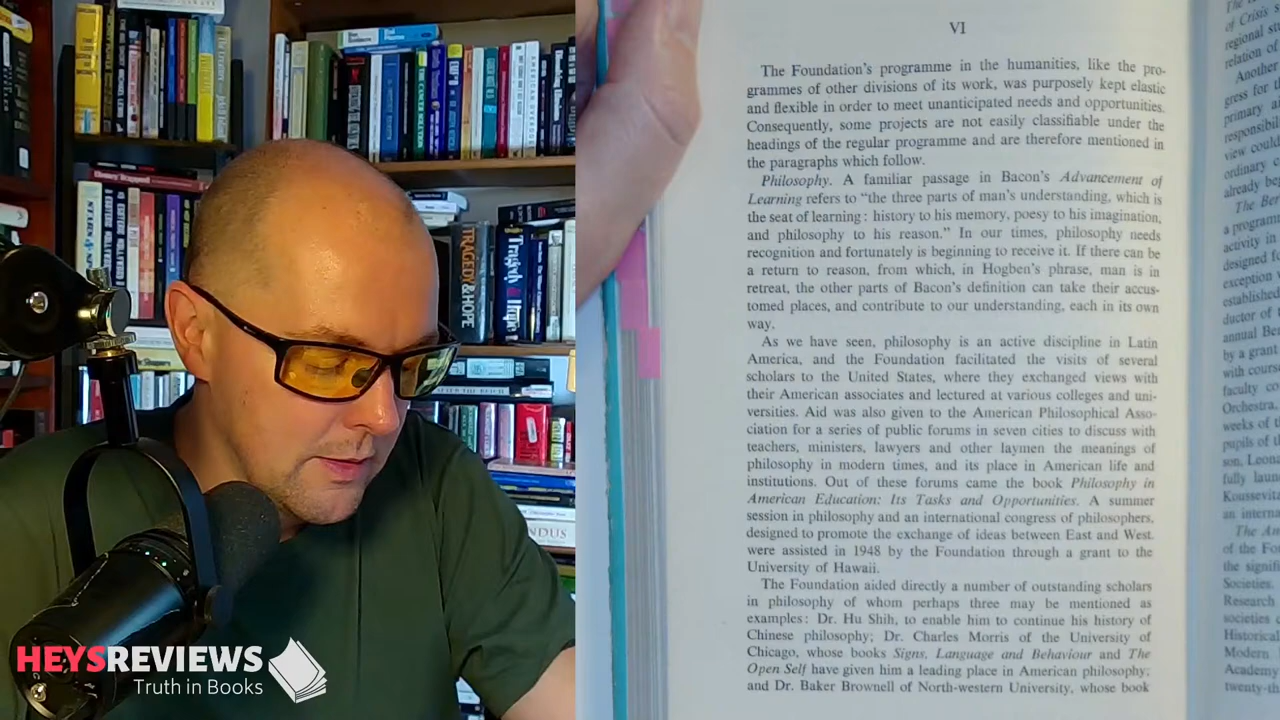 VI
The Foundation's programme in the humanities, like the pro-
grammes of other divisions of its work, was purposely kept elastic
and flexible in order to meet unanticipated needs and opportunities.
Consequently, some projects are not easily classifiable under the
headings of the regular programme and are therefore mentioned in
the paragraphs which follow.
Philosophy. A familiar passage in Bacon's Advancement of
Learning refers to "the three parts of man's understanding, which is
the seat of learning: history to his memory, poesy to his imagination,
and philosophy to his reason." In our times, philosophy needs
recognition and fortunately is beginning to receive it. If there can be
a return to reason, from which, in Hogben's phrase, man is in
retreat, the other parts of Bacon's definition can take their accus-
tomed places, and contribute to our understanding, each in its own
way.
As we have seen, philosophy is an active discipline in Latin
America, and the Foundation facilitated the visits of several
scholars to the United States, where they exchanged views with
their American associates and lectured at various colleges and uni-
versities. Aid was also given to the American Philosophical Asso-
ciation for a series of public forums in seven cities to discuss with
teachers, ministers, lawyers and other laymen the meanings of
philosophy in modern times, and its place in American life and
institutions. Out of these forums came the book Philosophy in
American Education: Its Tasks and Opportunities. A summer
session in philosophy and an international congress of philosophers,
designed to promote the exchange of ideas between East and West.
were assisted in 1948 by the Foundation through a grant to the
University of Hawaii.
The Foundation aided directly a number of outstanding scholars
in philosophy of whom perhaps three may be mentioned as
examples: Dr. Hu Shih, to enable him to continue his history of
Chinese philosophy; Dr. Charles Morris of the University of
Chicago, whose books Signs, Language and Behaviour and The
Open Self have given him a leading place in American philosophy;
and Dr. Baker Brownell of North-western University, whose book
TRAGEDY & HOPE
Tragedy & Hope
HEYSREVIEWS
Truth in Books